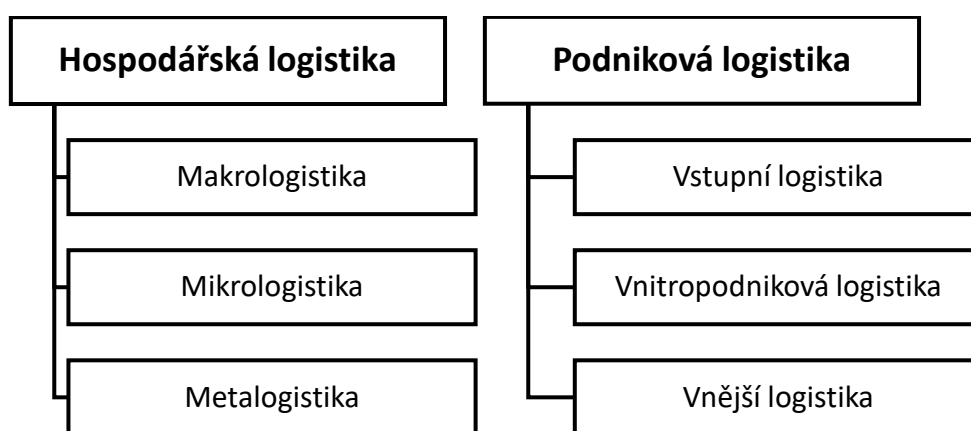 Hospodářská logistika
Makrologistika
Mikrologistika
Metalogistika
Podniková logistika
Vstupní logistika
Vnitropodniková logistika
Vnější logistika